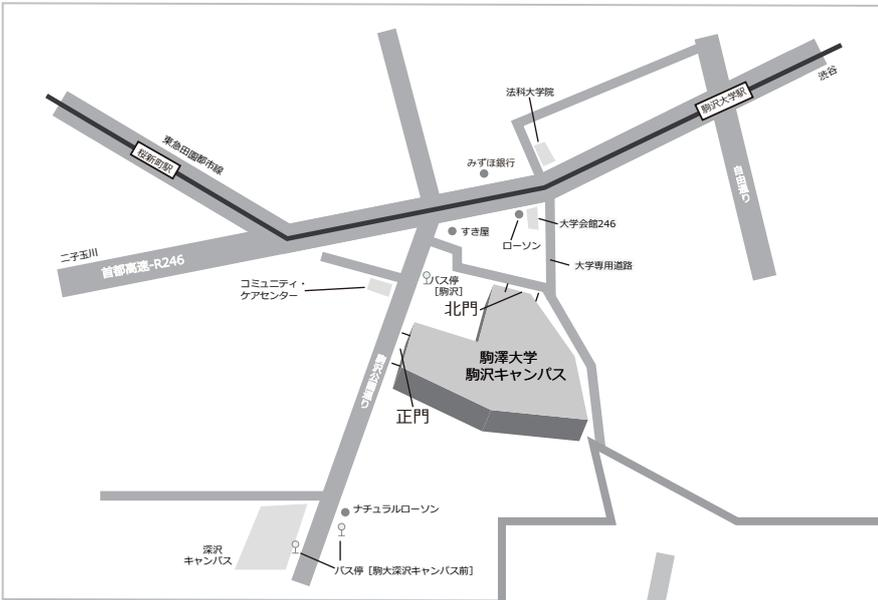 渋谷
駒沢大学駅
法科大学院
東急田園都市線
桜新町駅
みずほ銀行
自由通り
大学会館246
すき屋
ローソン
二子玉川
首都高速-R246
大学専用道路
コミュニティ・
ケアセンター
バス停
[駒沢]
北門
駒澤大学
駒沢キャンパス
駒沢公園通り
正門
ナチュラルローソン
深沢
キャンパス
バス停［駒大深沢キャンパス前］